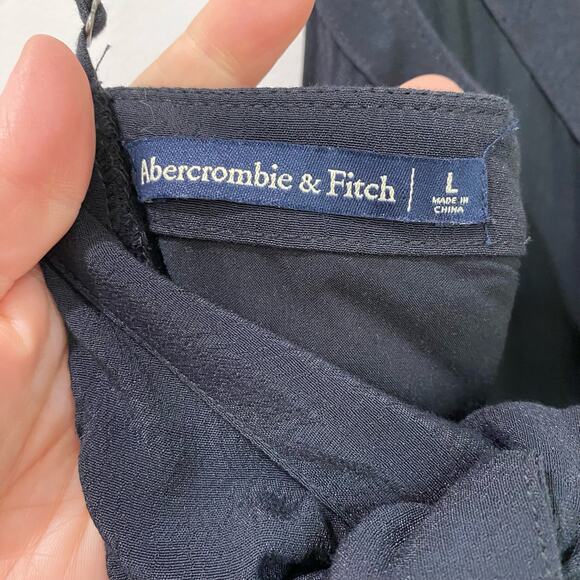 Abercrombie & Fitch
L
MADE IN
CHINA